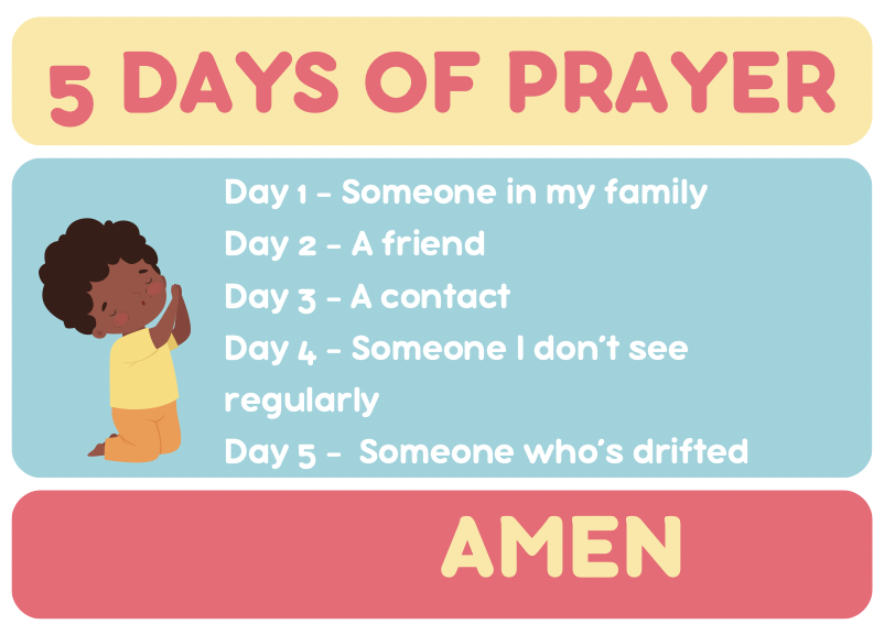 5 DAYS OF PRAYER
Day 1 - Someone in my family
Day 2 - A friend
Day 3 - A contact
Day 4 - Someone I don't see
regularly
Day 5 -  Someone who's drifted
AMEN